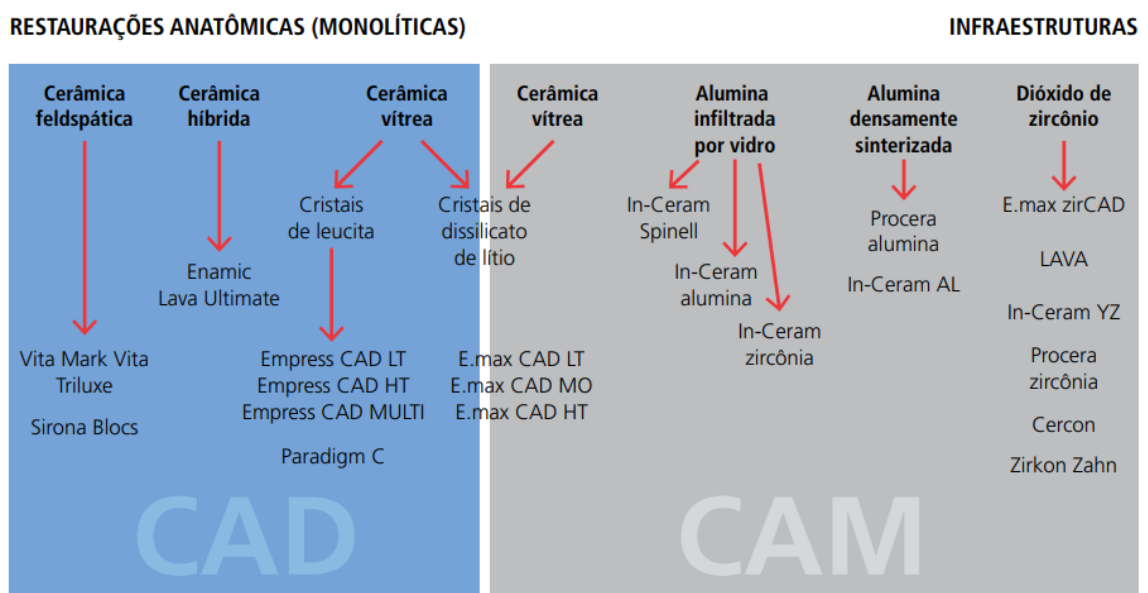 RESTAURAÇÕES ANATÔMICAS (MONOLÍTICAS)
INFRAESTRUTURAS
Cerâmica
feldspática
Cerâmica
híbrida
Cerâmica
vítrea
Cerâmica
vítrea
Alumina
infiltrada
por vidro
Alumina
densamente
sinterizada
Dióxido de
zircônio
Vita Mark Vita
Triluxe
Sirona Blocs
Enamic
Lava Ultimate
Cristais
de leucita
Empress CAD LT
Empress CAD HT
Empress CAD MULTI
Paradigm C
Cristais de
dissilicato
de lítio
E.max CAD LT
E.max CAD MO
E.max CAD HT
In-Ceram
Spinell
In-Ceram
alumina
In-Ceram
zircônia
Procera
alumina
In-Ceram AL
E.max zirCAD
LAVA
In-Ceram YZ
Procera
zircônia
Cercon
Zirkon Zahn
CAD
CAM